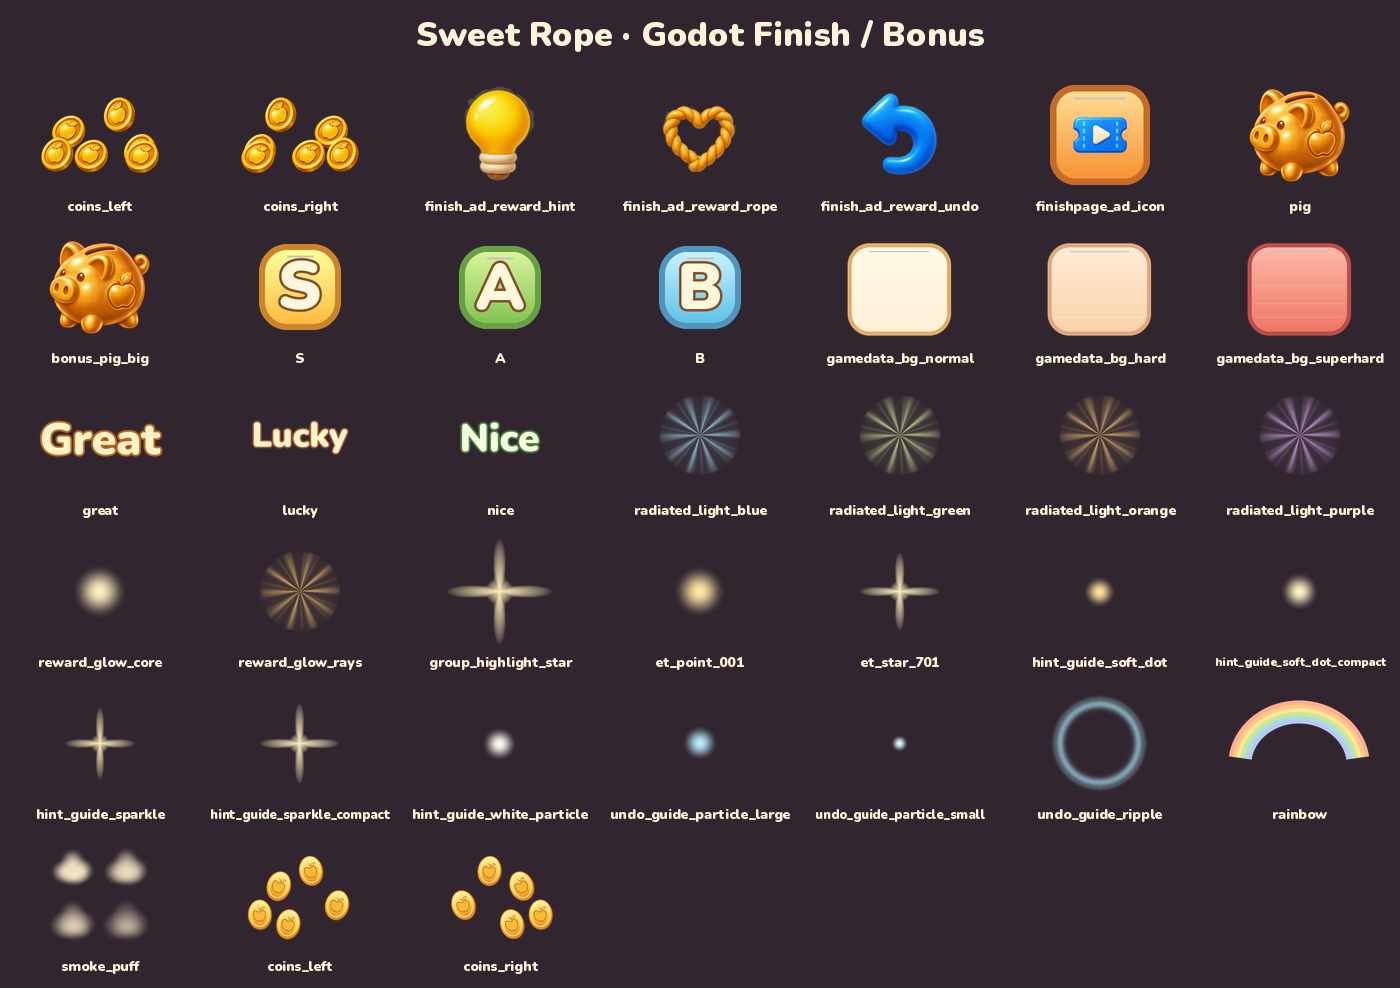 Sweet Rope · Godot Finish / Bonus
coins_left
coins_right
finish_ad_reward_hint
finish_ad_reward_rope
finish_ad_reward_undo
finishpage_ad_icon
pig
S
A
B
bonus_pig_big
S
A
B
gamedata_bg_normal
gamedata_bg_hard
gamedata_bg_superhard
Great
Lucky
Nice
great
lucky
nice
radiated_light_blue
radiated_light_green
radiated_light_orange
radiated_light_purple
reward_glow_core
reward_glow_rays
group_highlight_star
et_point_001
et_star_701
hint_guide_soft_dot
hint_guide_soft_dot_compact
hint_guide_sparkle
hint_guide_sparkle_compact
hint_guide_white_particle
undo_guide_particle_large
undo_guide_particle_small
undo_guide_ripple
rainbow
smoke_puff
coins_left
coins_right